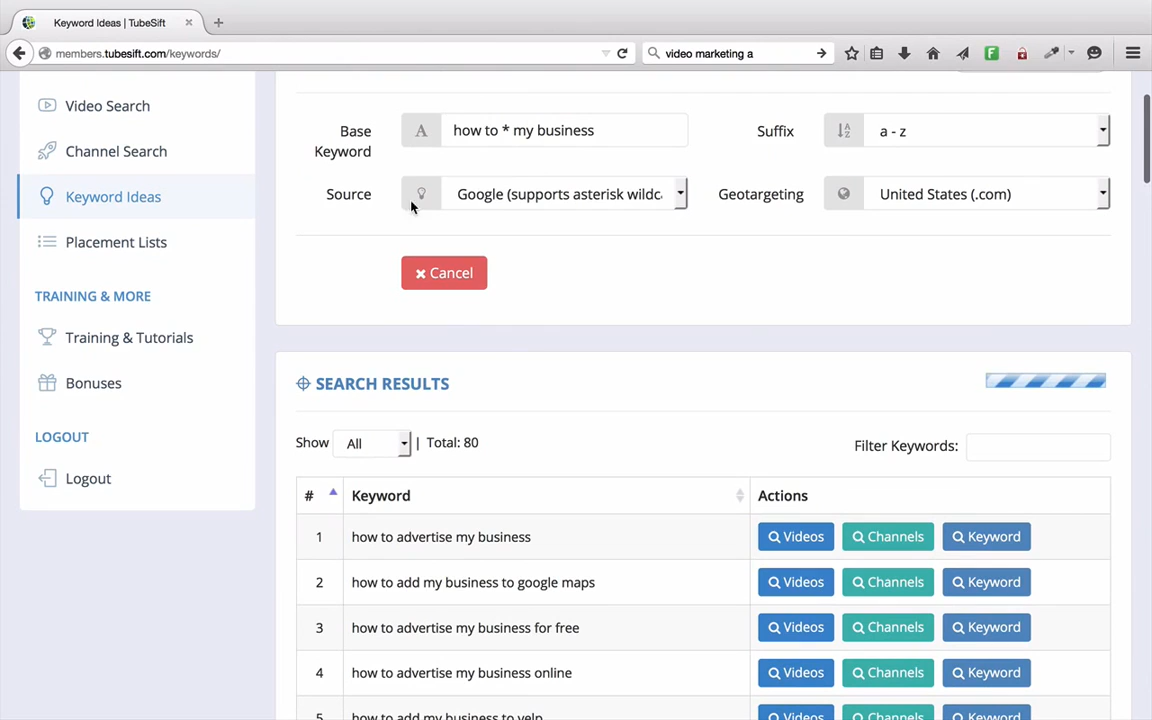 Keyword Ideas | TubeSift
members.tubesift.com/keywords/
video marketing a
Video Search
Channel Search
Keyword Ideas
Placement Lists
TRAINING & MORE
Training & Tutorials
Bonuses
LOGOUT
Logout
Base Keyword
A
how to * my business
Suffix
a - z
Source
Google (supports asterisk wildc
Geotargeting
United States (.com)
Cancel
SEARCH RESULTS
Show All | Total: 80
Filter Keywords:
# Keyword Actions
1 how to advertise my business Videos Channels Keyword
2 how to add my business to google maps Videos Channels Keyword
3 how to advertise my business for free Videos Channels Keyword
4 how to advertise my business online Videos Channels Keyword
5 how to add my business to yelp Videos Channels Keyword